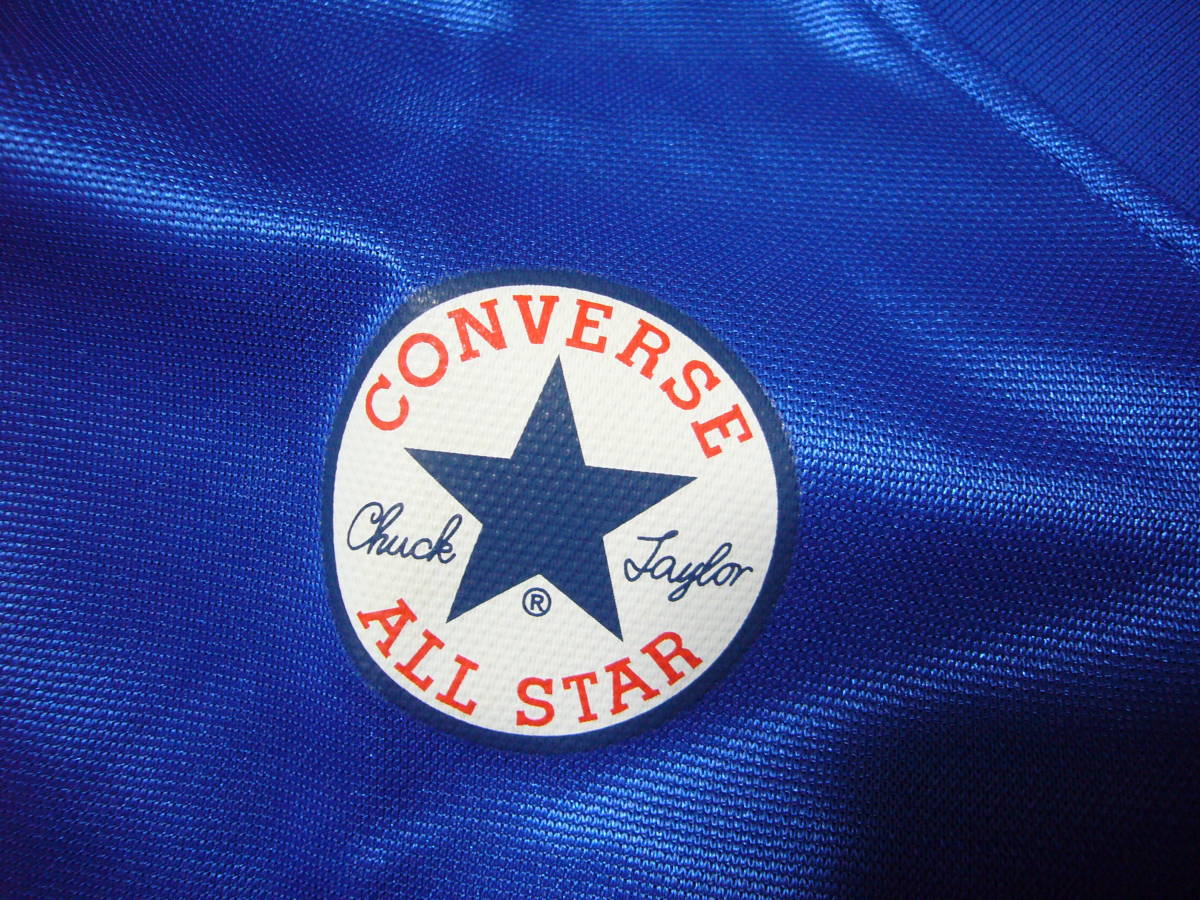 CONVERSE
Chuck Taylor
®
ALL STAR